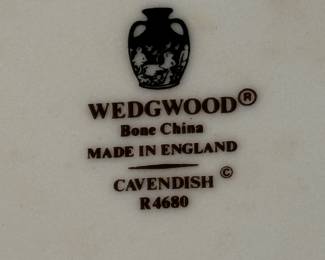 WEDGWOOD®
Bone China
MADE IN ENGLAND
CAVENDISH ©
R4680